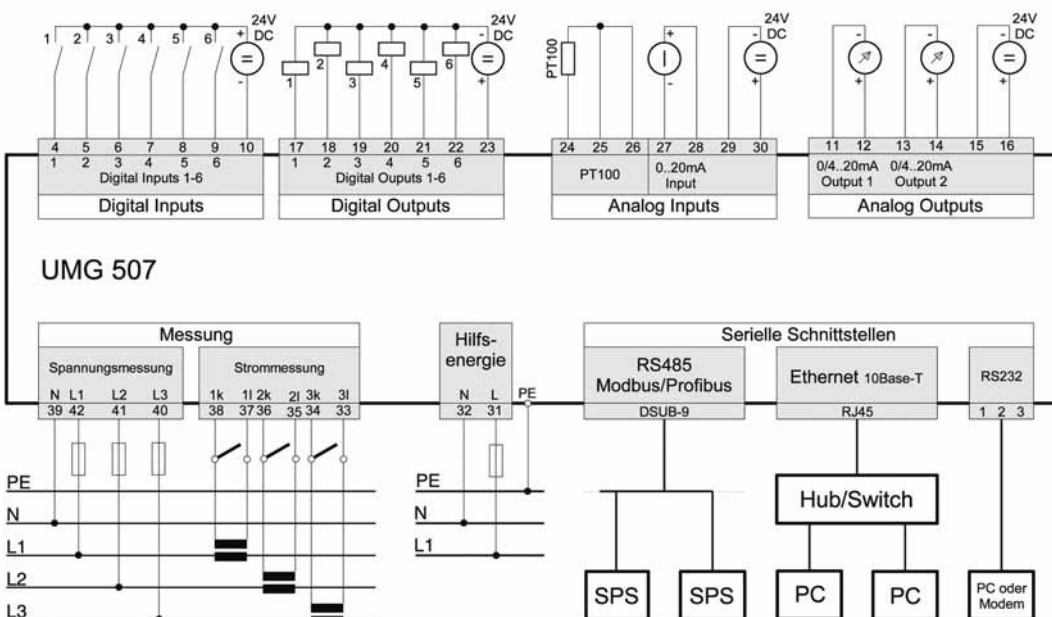 24V 24V 24V 24V
1 2 3 4 5 6 + DC - DC + - DC - - - DC
= 1 2 3 4 5 6 = PT100 = =
- + - + + + +
4 5 6 7 8 9 10 17 18 19 20 21 22 23 24 25 26 27 28 29 30 11 12 13 14 15 16
1 2 3 4 5 6 1 2 3 4 5 6
Digital Inputs 1-6 Digital Ouputs 1-6 PT100 0..20mA Input 0/4..20mA Output 1 0/4..20mA Output 2
Digital Inputs Digital Outputs Analog Inputs Analog Outputs
UMG 507
Messung Hilfs-energie Serielle Schnittstellen
Spannungsmessung Strommessung RS485 Modbus/Profibus Ethernet 10Base-T RS232
N L1 L2 L3 1k 1l 2k 2l 3k 3l N L PE
39 42 41 40 38 37 36 35 34 33 32 31 DSUB-9 RJ45 1 2 3
PE PE
N N Hub/Switch
L1 L1
L2 SPS SPS PC PC PC oder Modem
L3